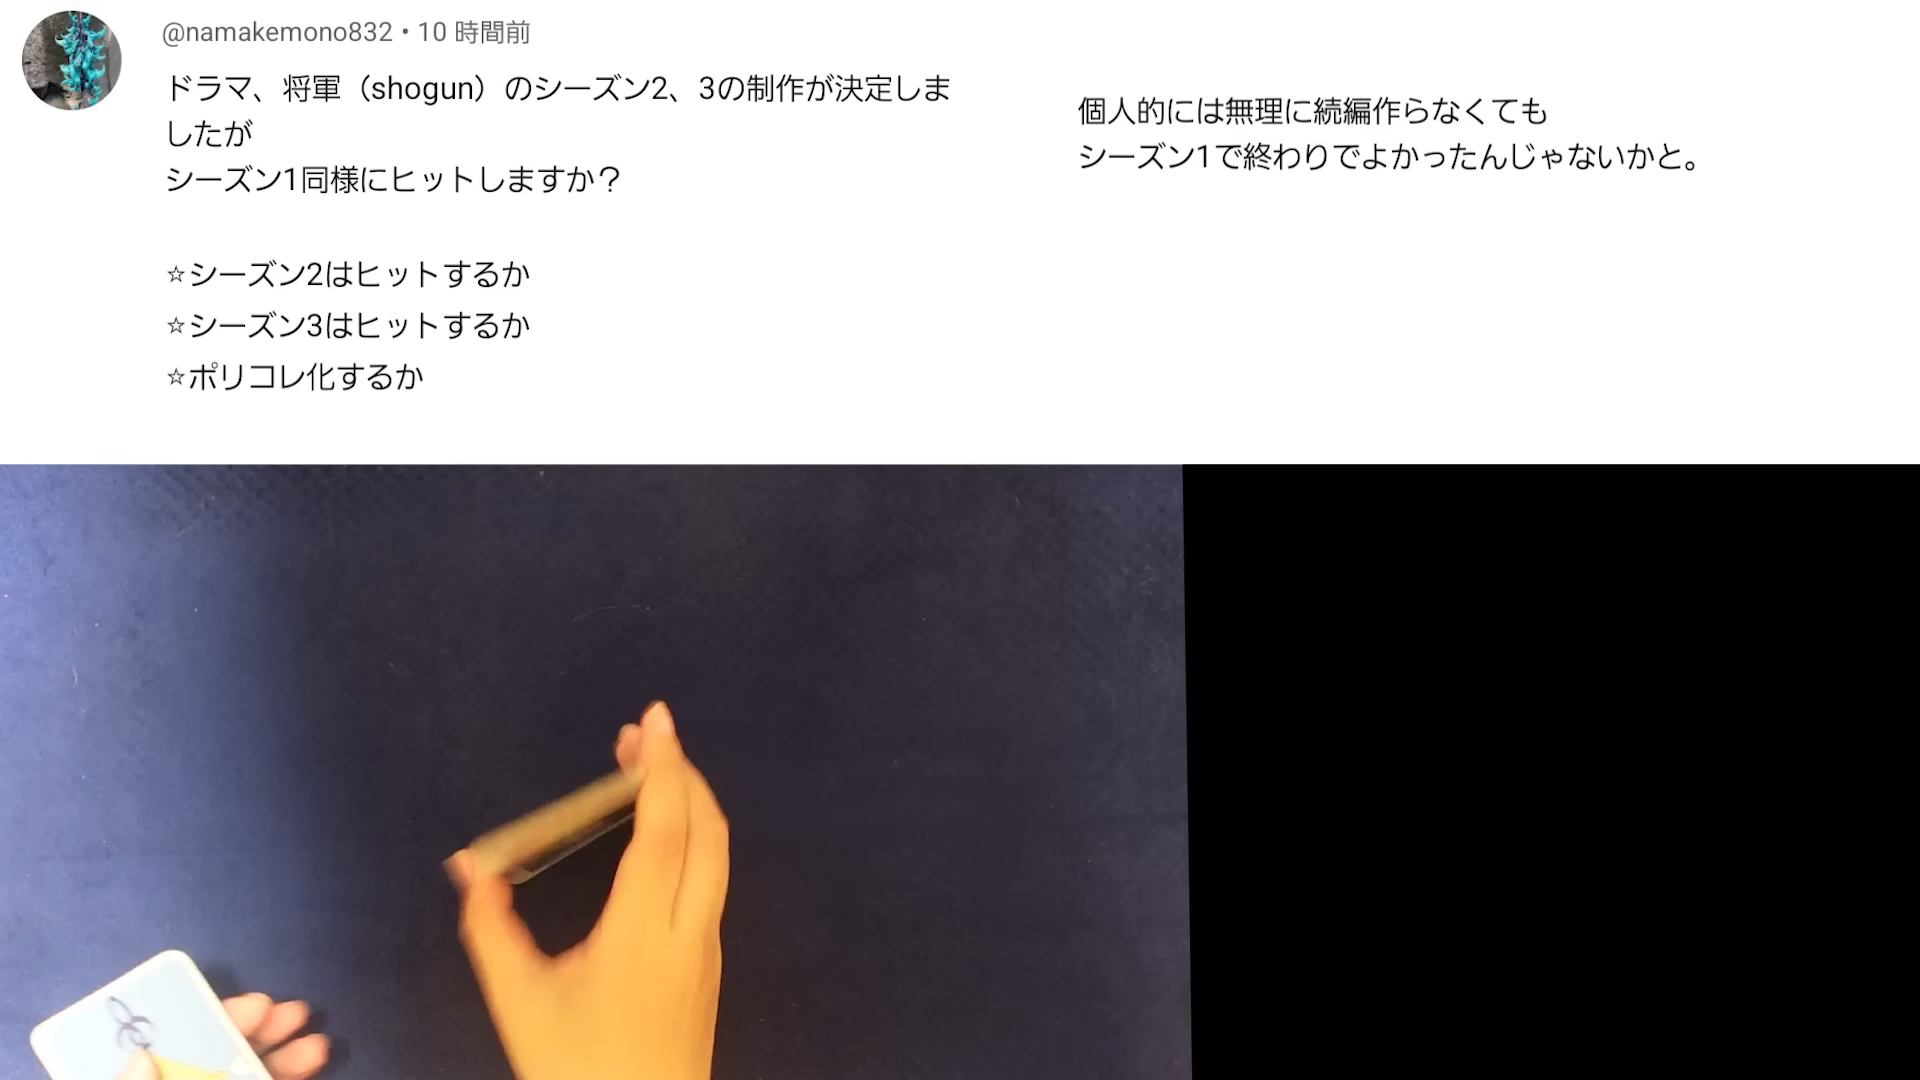 @namakemono832・10 時間前
ドラマ、将軍（shogun）のシーズン2、3の制作が決定しま
したが
シーズン1同様にヒットしますか？
☆シーズン2はヒットするか
☆シーズン3はヒットするか
☆ポリコレ化するか
個人的には無理に続編作らなくても
シーズン1で終わりでよかったんじゃないかと。